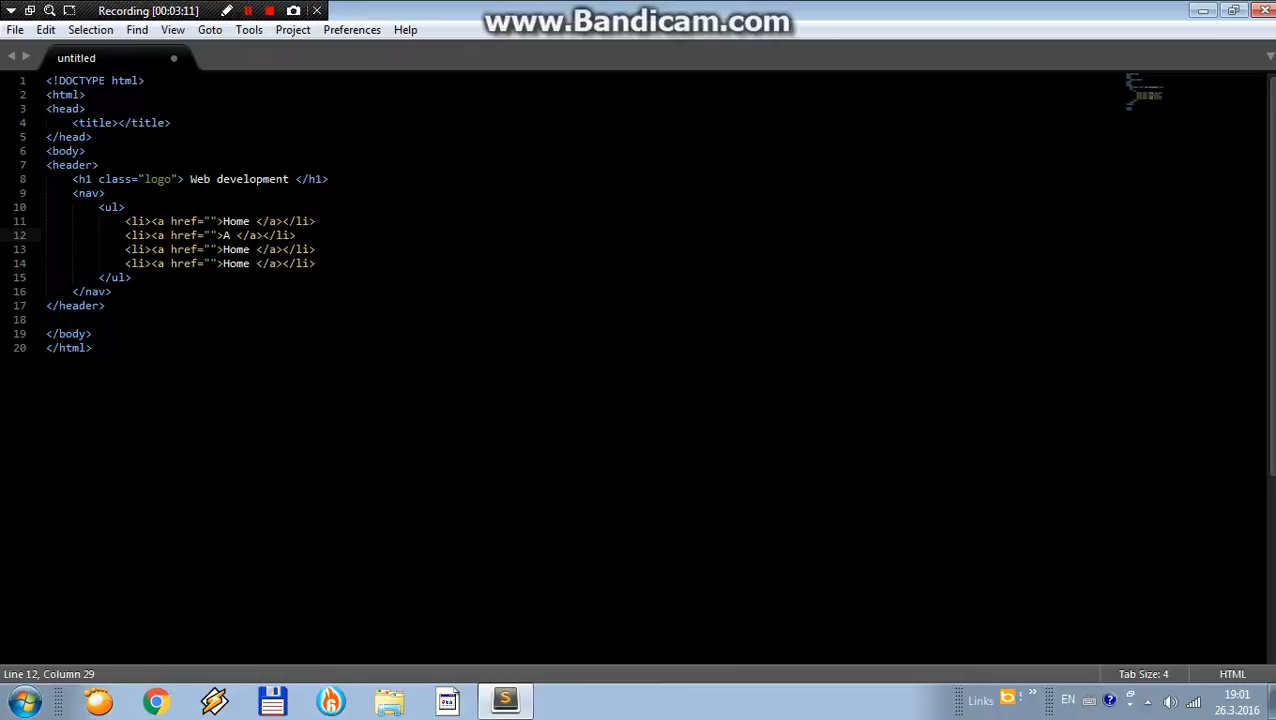 Recording [00:03:11]
www.Bandicam.com
File Edit Selection View Find View Goto Tools Project Preferences Help
untitled
1 <!DOCTYPE html>
2 <html>
3 <head>
4 <title></title>
5 </head>
6 <body>
7 <header>
8 <h1 class="logo"> Web development </h1>
9 <nav>
10 <ul>
11 <li><a href="">Home </a></li>
12 <li><a href="">A </a></li>
13 <li><a href="">Home </a></li>
14 <li><a href="">Home </a></li>
15 </ul>
16 </nav>
17 </header>
18
19 </body>
20 </html>
Line 12, Column 29
Tab Size: 4
HTML
Links
EN
19:01
26.3.2016